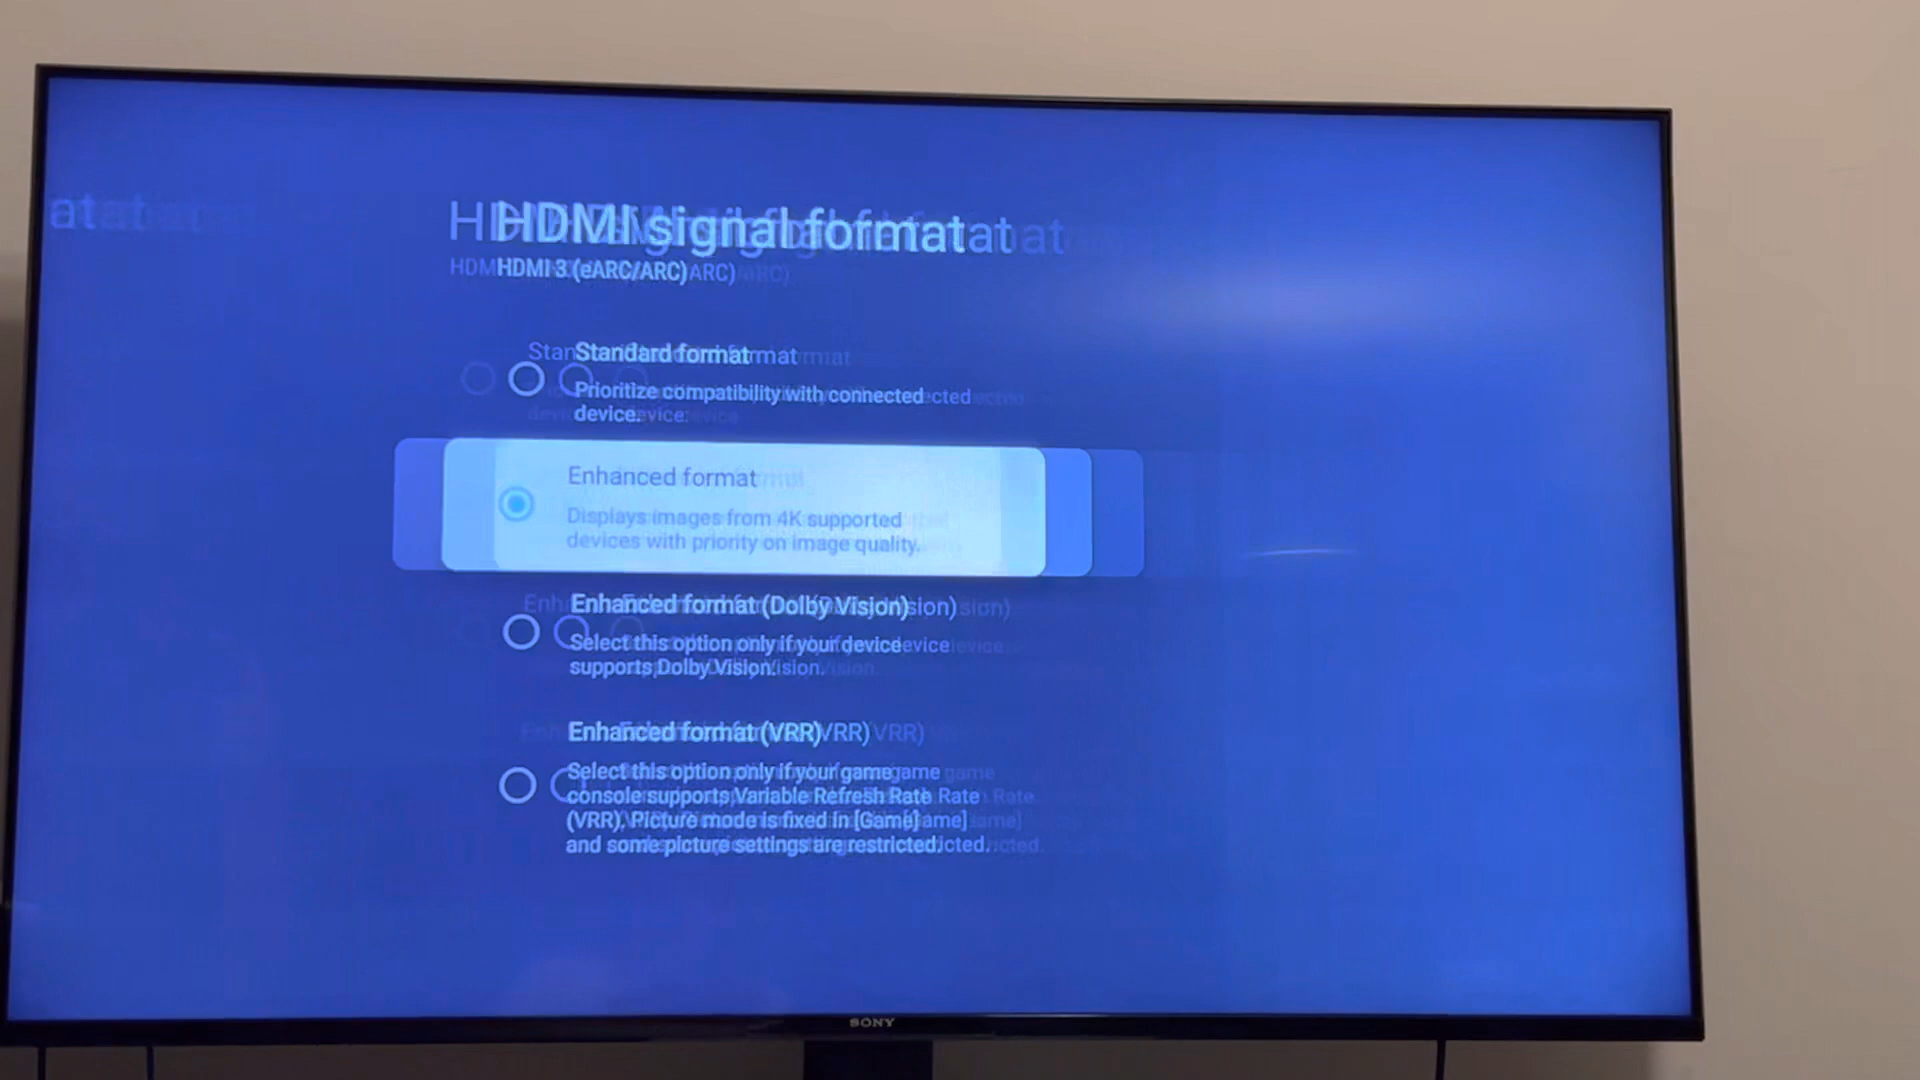 HDMI signal format
HDMI 3 (eARC/ARC)
Standard format
Prioritize compatibility with connected
device.
Enhanced format
Displays images from 4K supported
devices with priority on image quality.
Enhanced format (Dolby Vision)
Select this option only if your device
supports Dolby Vision.
Enhanced format (VRR)
Select this option only if your game
console supports Variable Refresh Rate
(VRR). Picture mode is fixed in [Game]
and some picture settings are restricted.
SONY